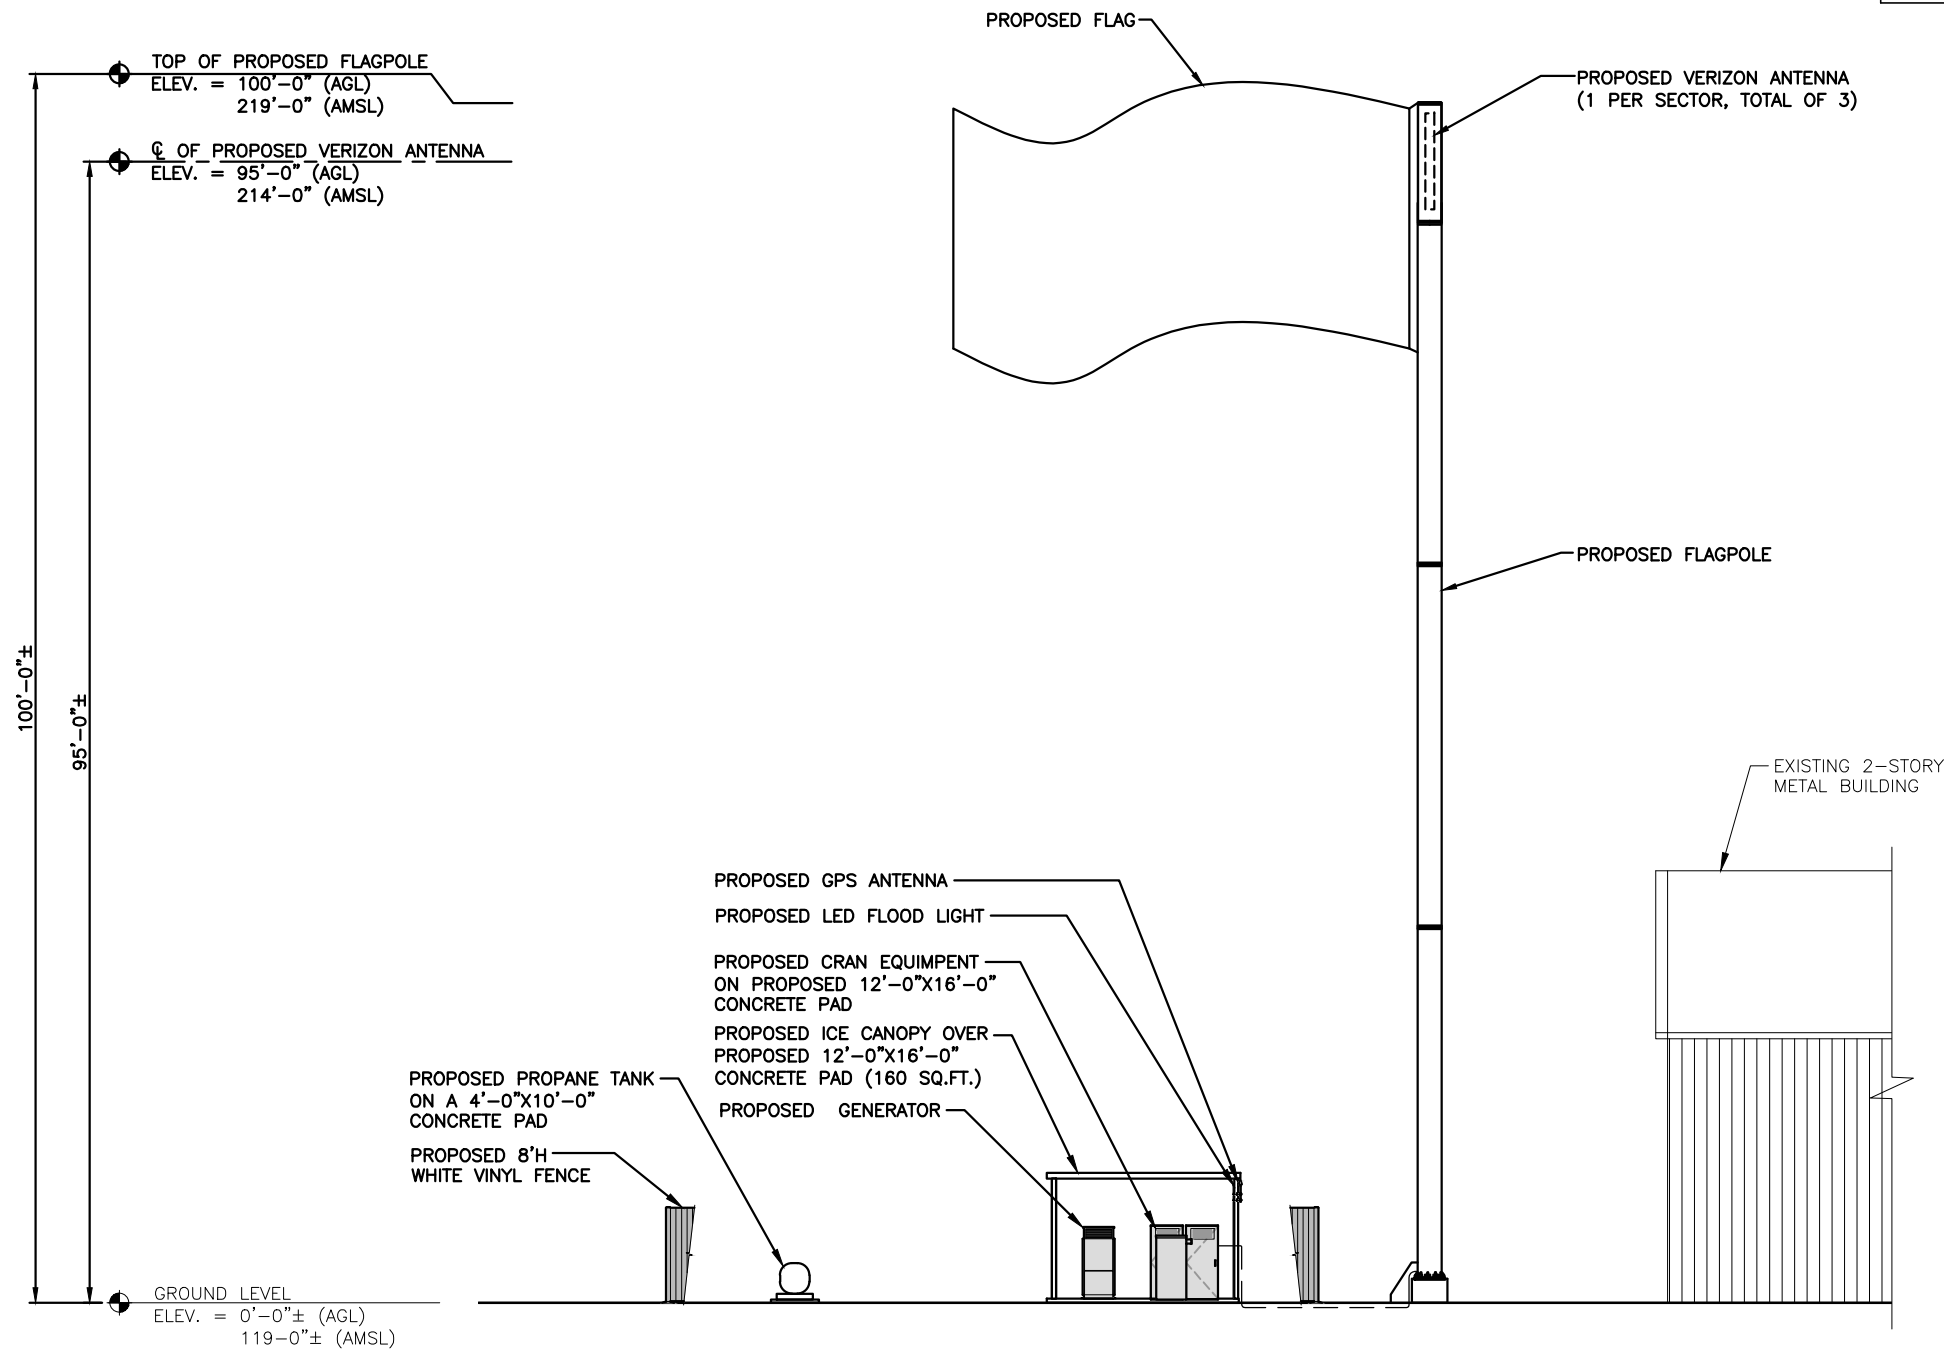 PROPOSED FLAG
TOP OF PROPOSED FLAGPOLE
ELEV. = 100'-0" (AGL)
219'-0" (AMSL)
PROPOSED VERIZON ANTENNA
(1 PER SECTOR, TOTAL OF 3)
℄ OF PROPOSED VERIZON ANTENNA
ELEV. = 95'-0" (AGL)
214'-0" (AMSL)
PROPOSED FLAGPOLE
100'-0"±
95'-0"±
EXISTING 2-STORY
METAL BUILDING
PROPOSED GPS ANTENNA
PROPOSED LED FLOOD LIGHT
PROPOSED CRAN EQUIMPENT
ON PROPOSED 12'-0"X16'-0"
CONCRETE PAD
PROPOSED ICE CANOPY OVER
PROPOSED 12'-0"X16'-0"
CONCRETE PAD (160 SQ.FT.)
PROPOSED GENERATOR
PROPOSED PROPANE TANK
ON A 4'-0"X10'-0"
CONCRETE PAD
PROPOSED 8'H
WHITE VINYL FENCE
GROUND LEVEL
ELEV. = 0'-0"± (AGL)
119-0"± (AMSL)